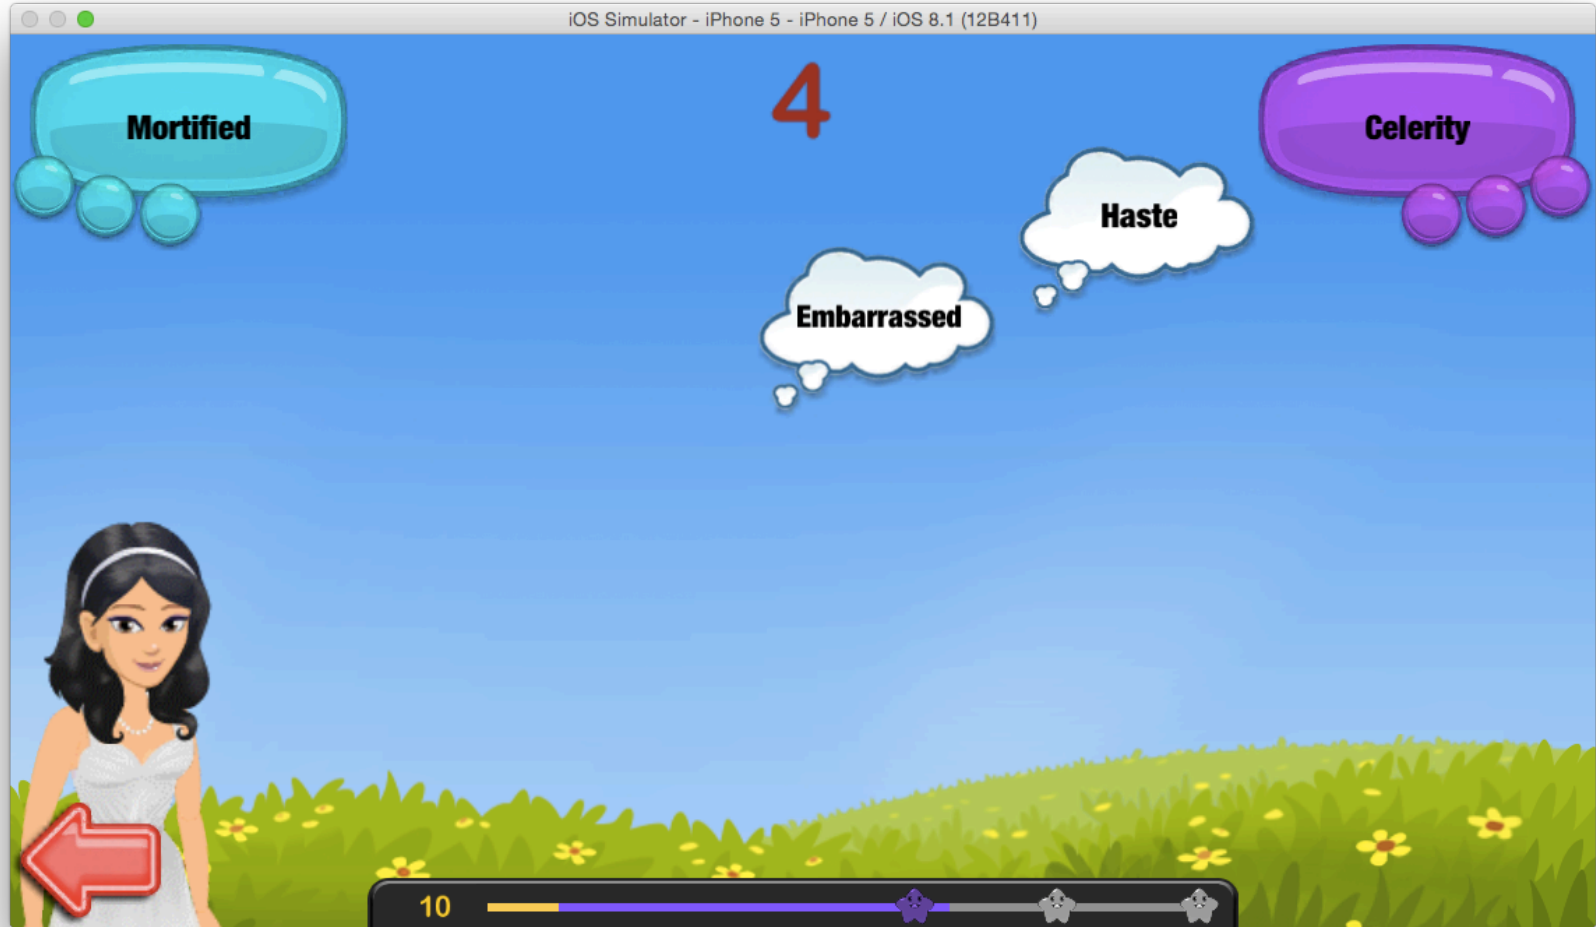 iOS Simulator - iPhone 5 - iPhone 5 / iOS 8.1 (12B411)
Mortified
4
Celerity
Haste
Embarrassed
10